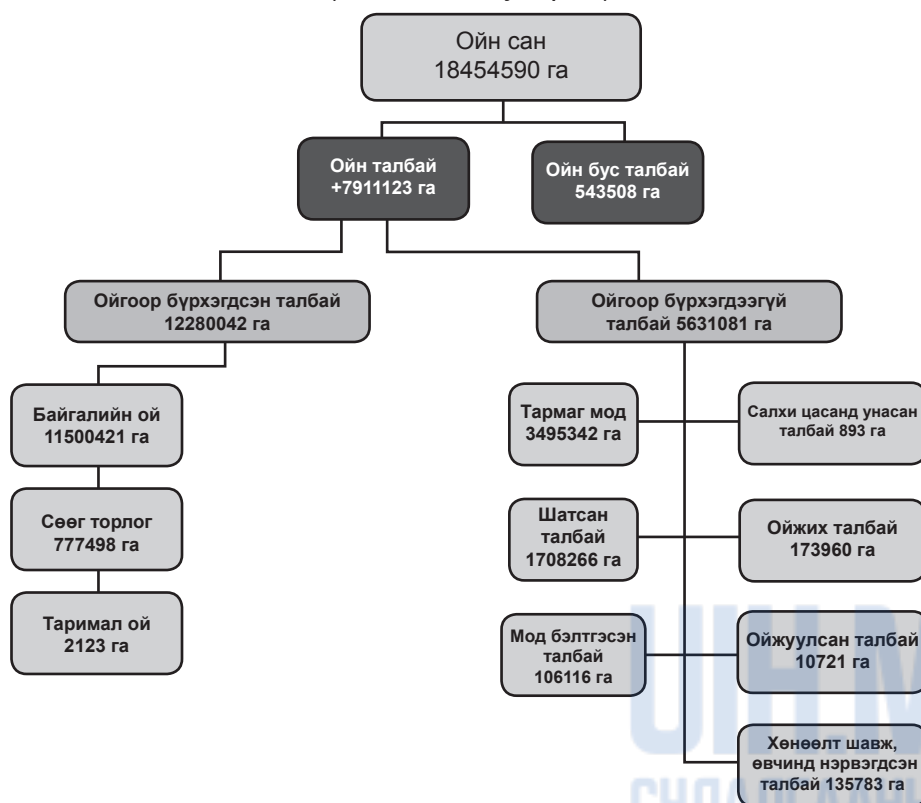 Ойн сан
18454590 га
Ойн талбай
+7911123 га
Ойн бус талбай
543508 га
Ойгоор бүрхэгдсэн талбай
12280042 га
Ойгоор бүрхэгдээгүй
талбай 5631081 га
Байгалийн ой
11500421 га
Сөөг торлог
777498 га
Таримал ой
2123 га
Тармаг мод
3495342 га
Салхи цасанд унасан
талбай 893 га
Шатсан
талбай
1708266 га
Ойжих талбай
173960 га
Мод бэлтгэсэн
талбай
106116 га
Ойжуулсан талбай
10721 га
Хөнөөлт шавж,
өвчинд нэрвэгдсэн
талбай 135783 га